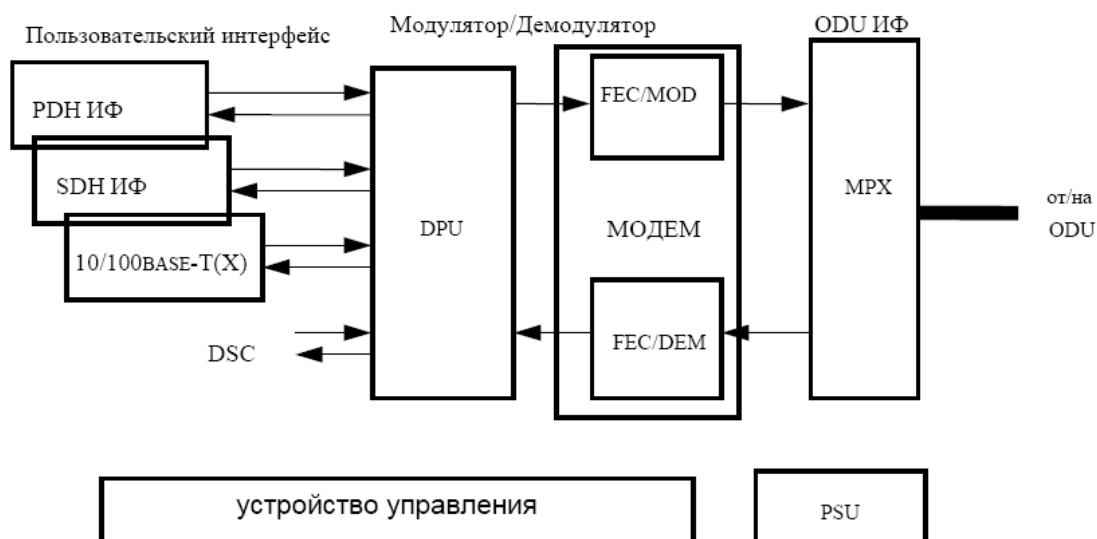 Пользовательский интерфейс
Модулятор/Демодулятор
ODU ИФ
PDH ИФ
SDH ИФ
10/100BASE-T(X)
DSC
DPU
FEC/MOD
МОДЕМ
FEC/DEM
MPX
от/на
ODU
устройство управления
PSU